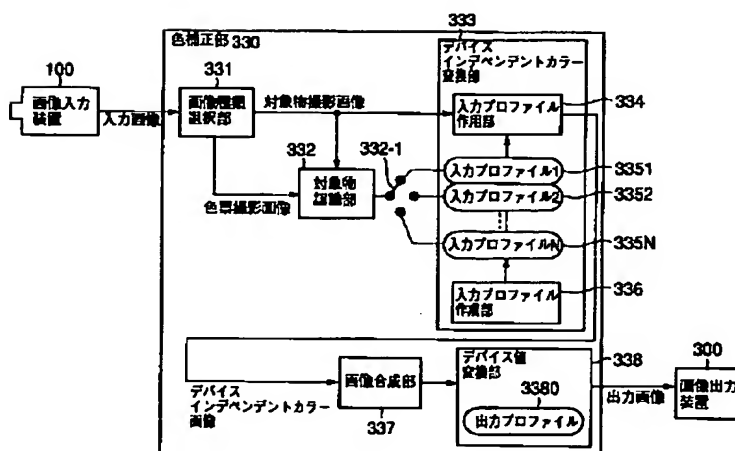 色補正部 330
100
画像入力
装置
入力画像
331
画像種類
選択部
対象物撮影画像
332
対象物
認識部
332-1
色票撮影画像
333
デバイス
インデペンデントカラー
変換部
334
入力プロファイル
作用部
入力プロファイル1
3351
入力プロファイル2
3352
入力プロファイルN
335N
336
入力プロファイル
作成部
デバイス
インデペンデントカラー
画像
画像合成部
337
デバイス値
変換部
338
3380
出力プロファイル
出力画像
300
画像出力
装置